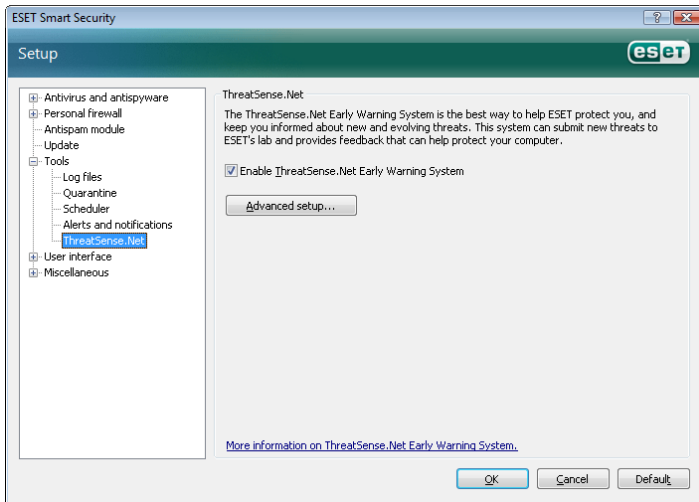 ESET Smart Security
Setup
eseT
Antivirus and antispyware
Personal firewall
Antispam module
Update
Tools
Log files
Quarantine
Scheduler
Alerts and notifications
ThreatSense.Net
User interface
Miscellaneous
ThreatSense.Net
The ThreatSense.Net Early Warning System is the best way to help ESET protect you, and
keep you informed about new and evolving threats. This system can submit new threats to
ESET's lab and provides feedback that can help protect your computer.
Enable ThreatSense.Net Early Warning System
Advanced setup...
More information on ThreatSense.Net Early Warning System.
OK
Cancel
Default